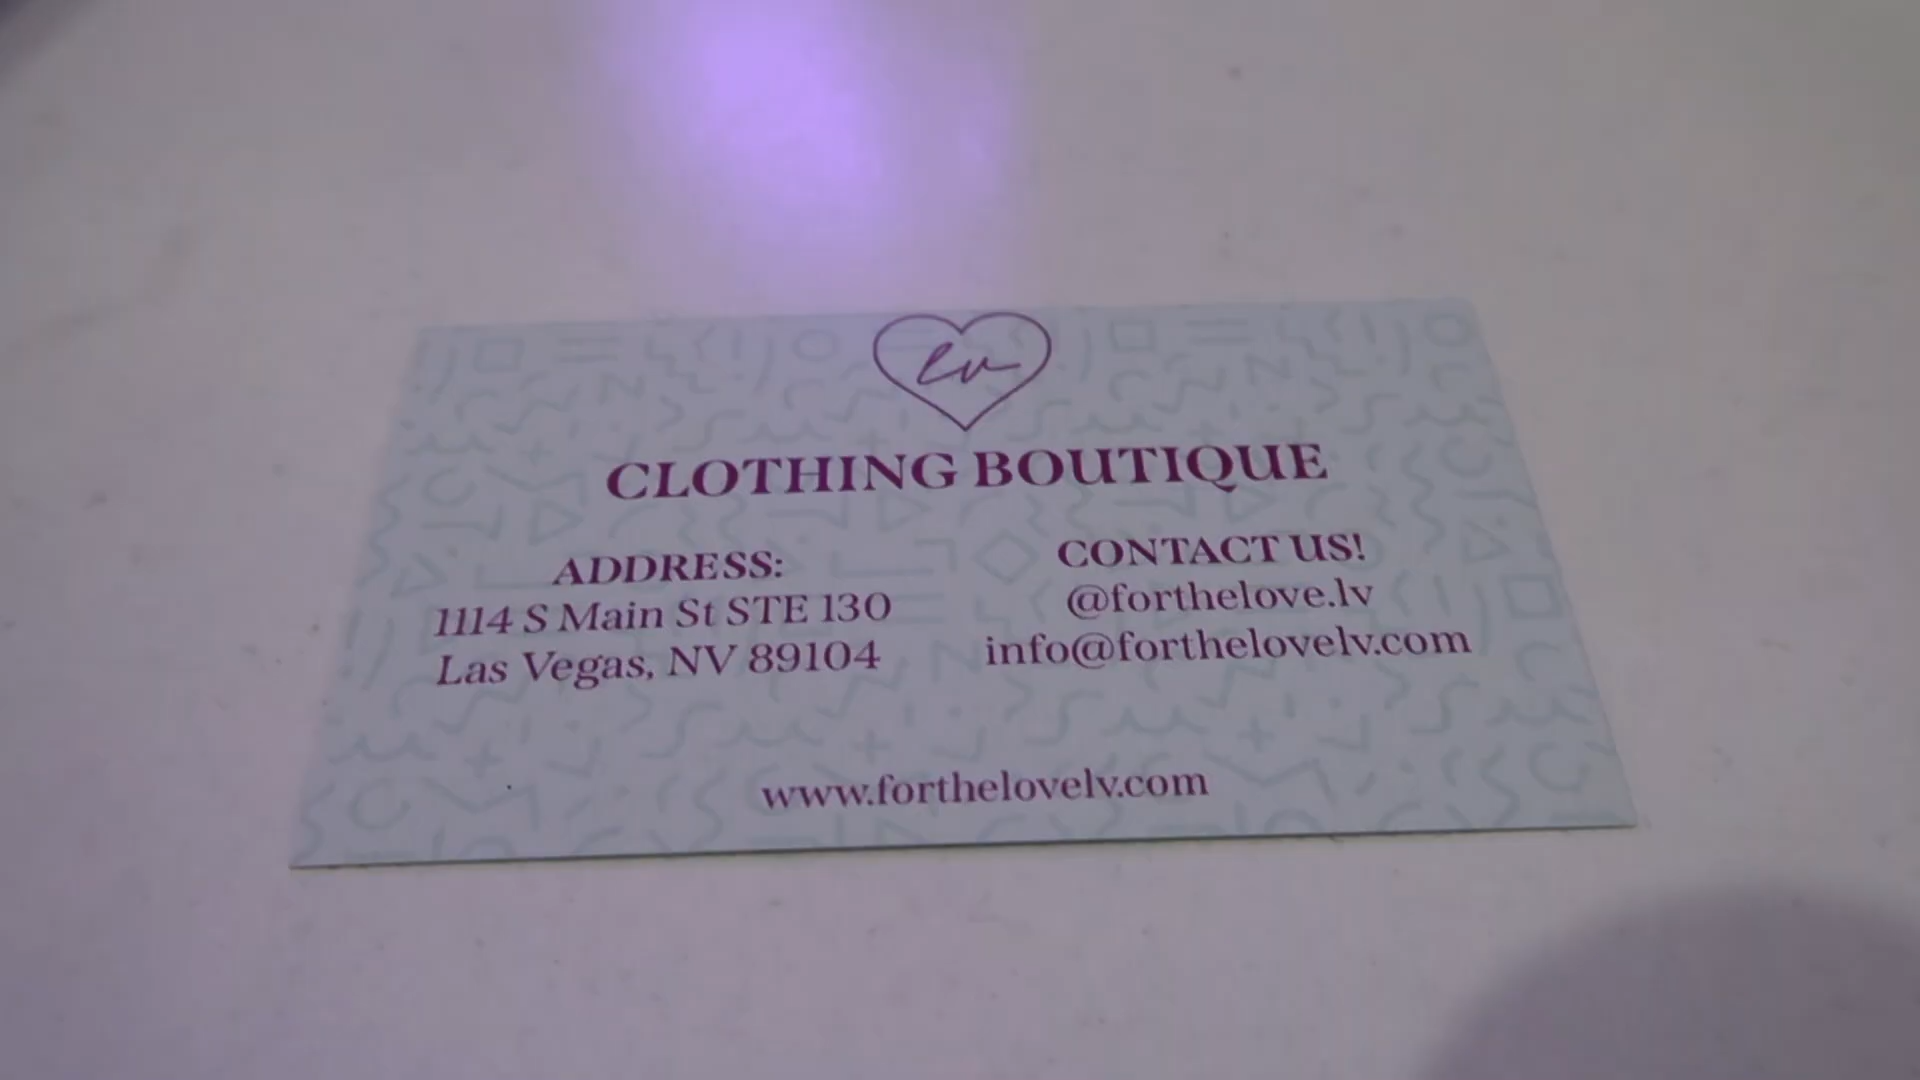 lv
CLOTHING BOUTIQUE
ADDRESS:
1114 S Main St STE 130
Las Vegas, NV 89104
CONTACT US!
@forthelove.lv
info@forthelovelv.com
www.forthelovelv.com